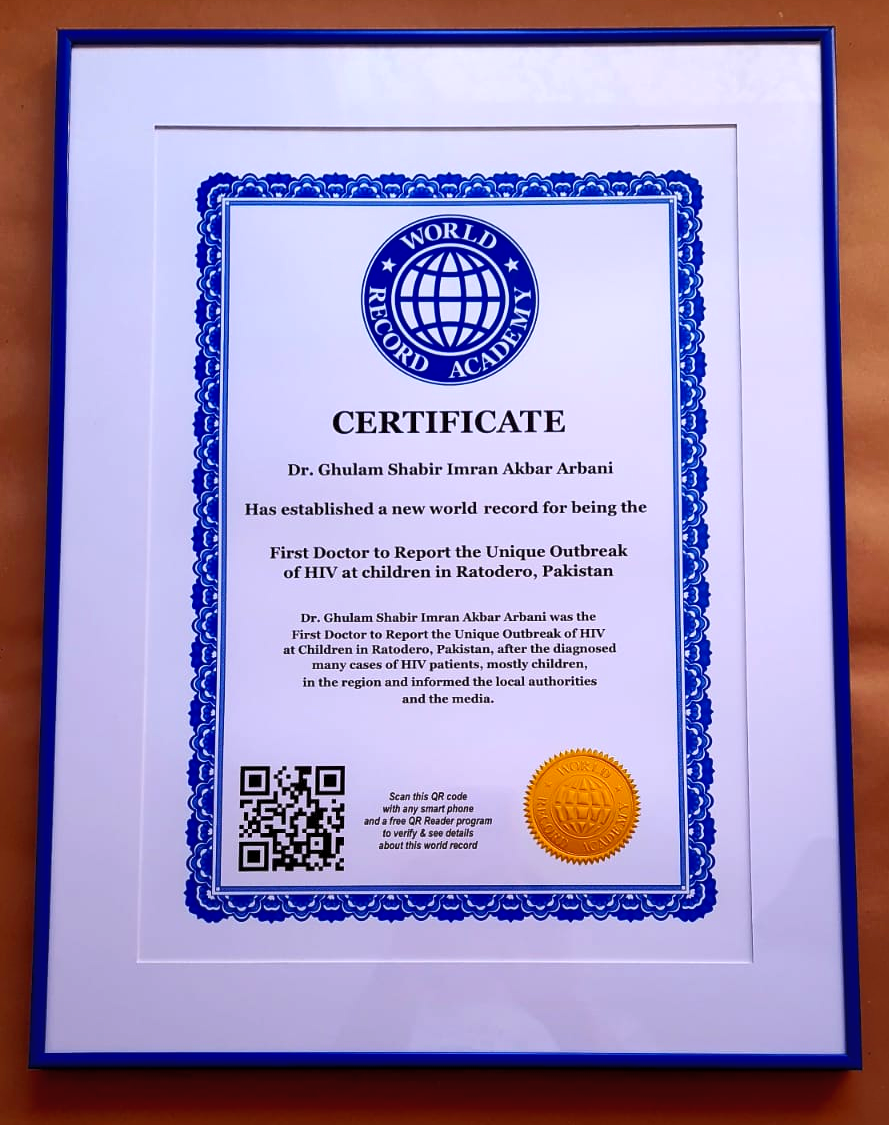 WORLD
RECORD ACADEMY
CERTIFICATE
Dr. Ghulam Shabir Imran Akbar Arbani
Has established a new world record for being the
First Doctor to Report the Unique Outbreak
of HIV at children in Ratodero, Pakistan
Dr. Ghulam Shabir Imran Akbar Arbani was the
First Doctor to Report the Unique Outbreak of HIV
at Children in Ratodero, Pakistan, after the diagnosed
many cases of HIV patients, mostly children,
in the region and informed the local authorities
and the media.
Scan this QR code
with any smart phone
and a free QR Reader program
to verify & see details
about this world record
WORLD
RECORD ACADEMY